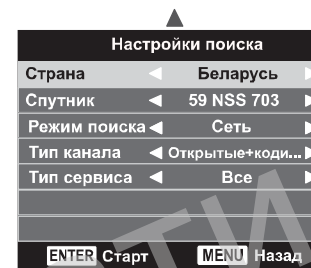 Настройки поиска
Страна Беларусь
Спутник 59 NSS 703
Режим поиска Сеть
Тип канала Открытые+коди...
Тип сервиса Все
ENTER Старт MENU Назад